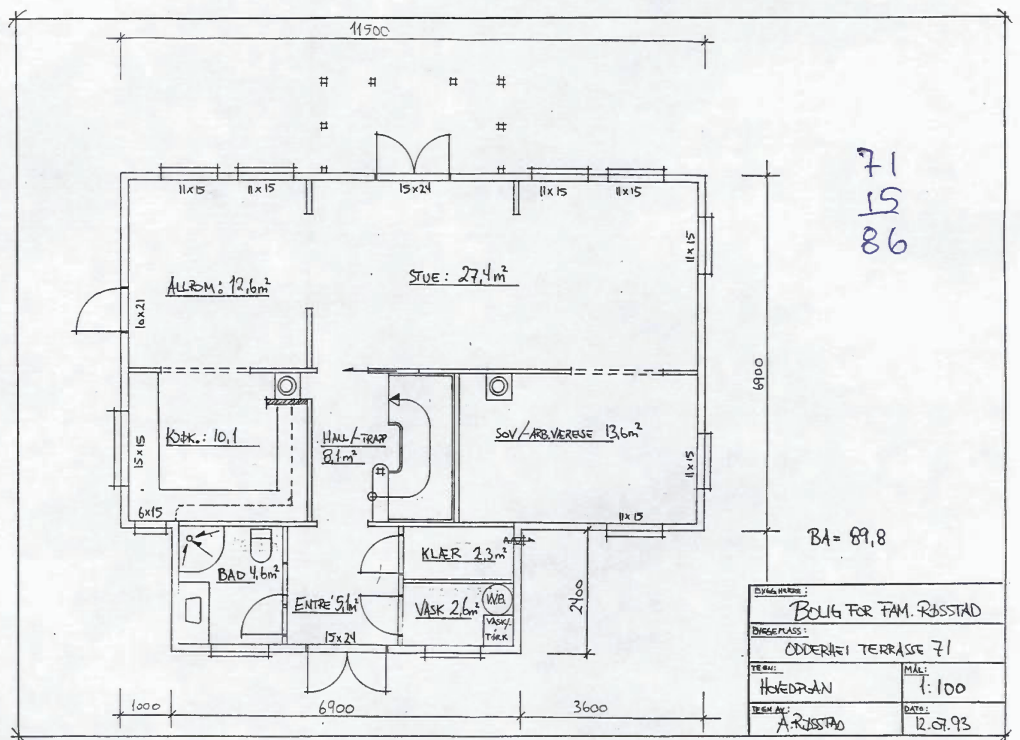 11500
11x15
11x15
15x24
11x15
11x15
71
15
86
11x15
ALLROM: 12,6m²
STUE: 27,4m²
10x21
6900
KJØK.: 10,1
HALL/TRAPP
8,1m²
SOV/ARB.VÆRELSE 13,6m²
15x15
11x15
6x15
11x15
BA= 89,8
KLÆR 2,3m²
BAD 4,6m²
ENTRÉ 5,1m²
VASK 2,6m²
VVB.
VASK/
TØRK
15x24
2400
1000
6900
3600
BYGGHERRE:
BOLIG FOR FAM. RØSSTAD
BYGGEPLASS:
ODDERHEI TERRASSE 71
TEGN:
HOVEDPLAN
MÅL:
1:100
TEGN AV:
A.RØSSTAD
DATO:
12.07.93